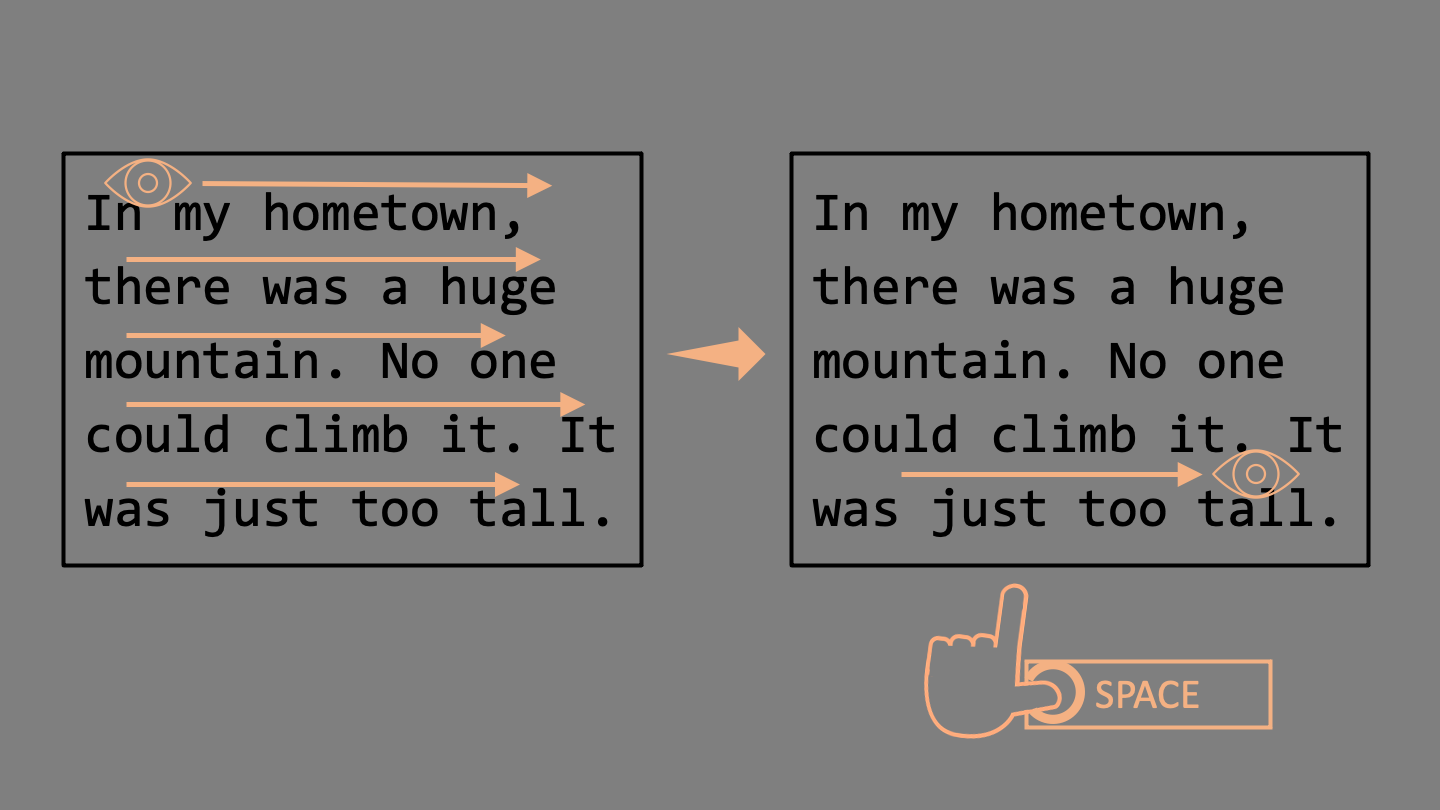 In my hometown,
there was a huge
mountain. No one
could climb it. It
was just too tall.
In my hometown,
there was a huge
mountain. No one
could climb it. It
was just too tall.
SPACE